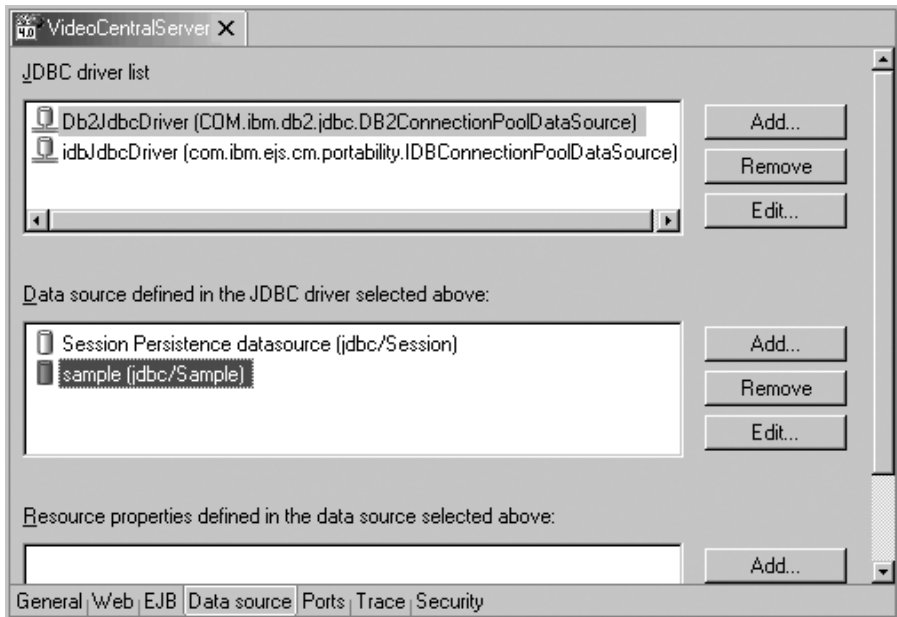 4.0 VideoCentralServer X
JDBC driver list
Db2JdbcDriver (COM.ibm.db2.jdbc.DB2ConnectionPoolDataSource)
Add...
idbJdbcDriver (com.ibm.ejs.cm.portability.IDBConnectionPoolDataSource)
Remove
Edit...
Data source defined in the JDBC driver selected above:
Session Persistence datasource (jdbc/Session)
Add...
sample (jdbc/Sample)
Remove
Edit...
Resource properties defined in the data source selected above:
Add...
General Web EJB Data source Ports Trace Security